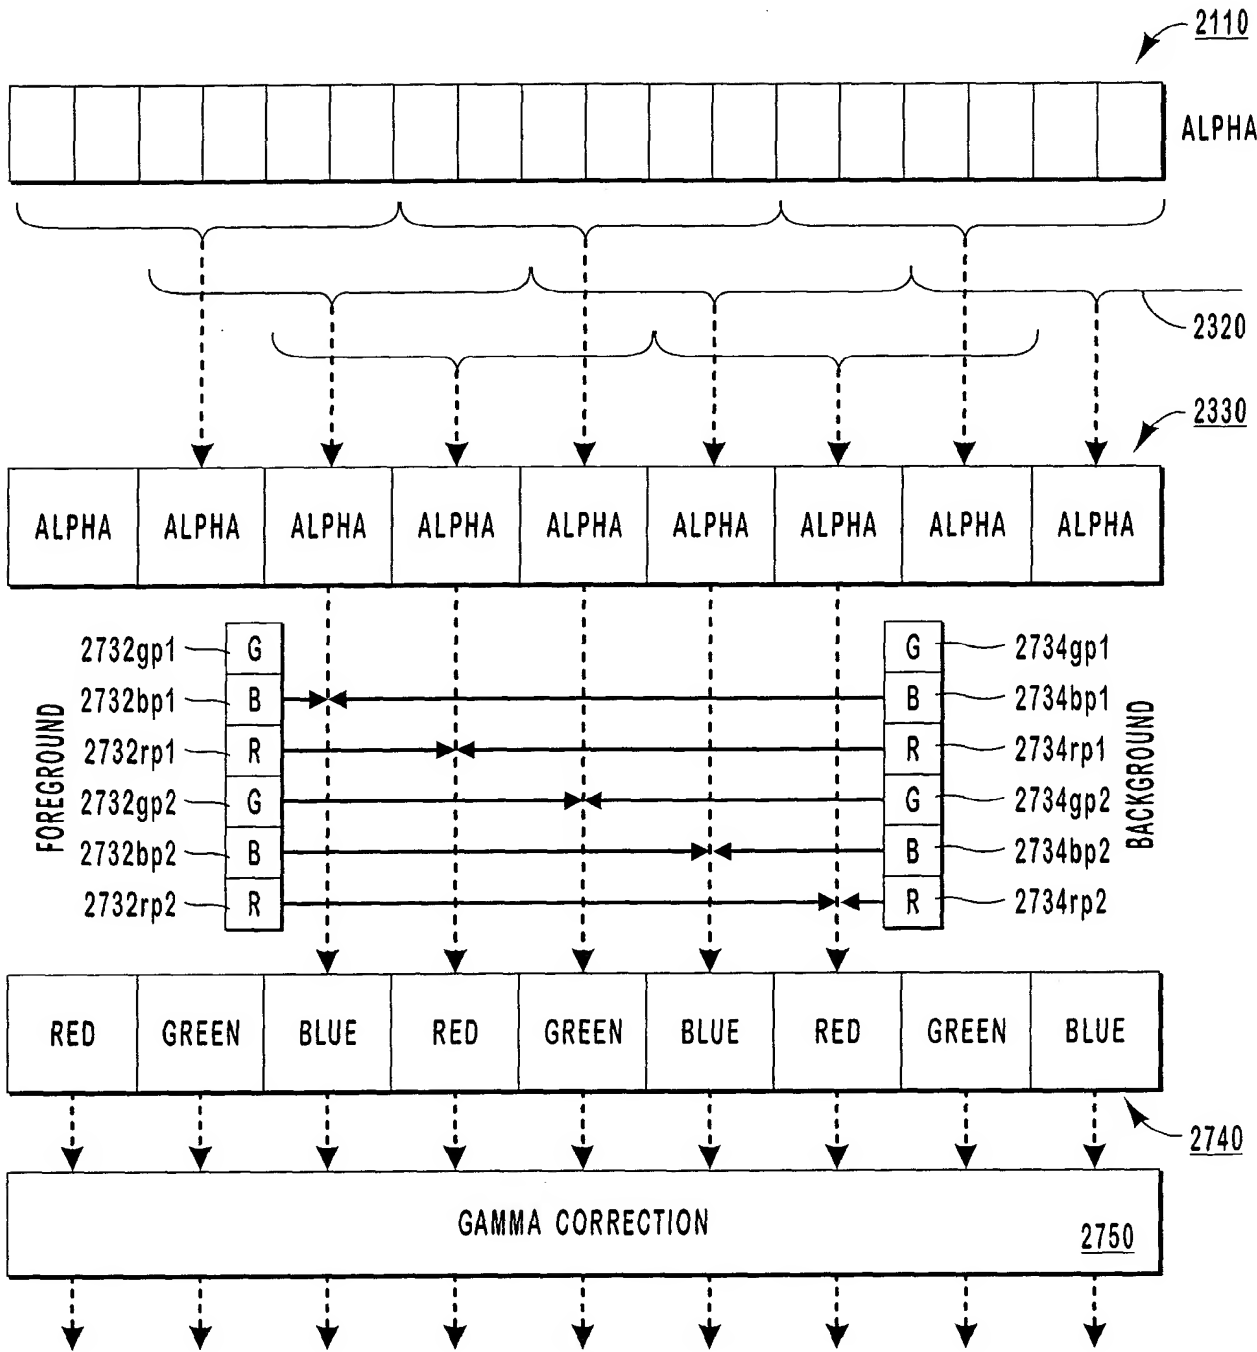 2110
ALPHA
2320
2330
ALPHA ALPHA ALPHA ALPHA ALPHA ALPHA ALPHA ALPHA ALPHA
FOREGROUND
2732gp1 G
2732bp1 B
2732rp1 R
2732gp2 G
2732bp2 B
2732rp2 R
G 2734gp1
B 2734bp1
R 2734rp1
G 2734gp2
B 2734bp2
R 2734rp2
BACKGROUND
RED GREEN BLUE RED GREEN BLUE RED GREEN BLUE
2740
GAMMA CORRECTION
2750